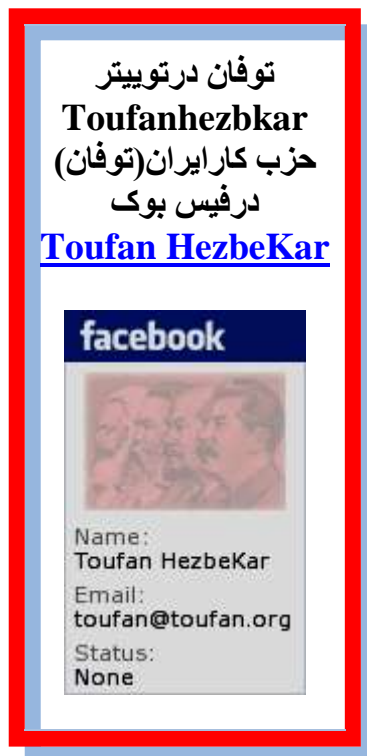 توفان درتوییتر
Toufanhezbkar
حزب کارایران(توفان)
درفیس بوک
Toufan HezbeKar
facebook
Name:
Toufan HezbeKar
Email:
toufan@toufan.org
Status:
None